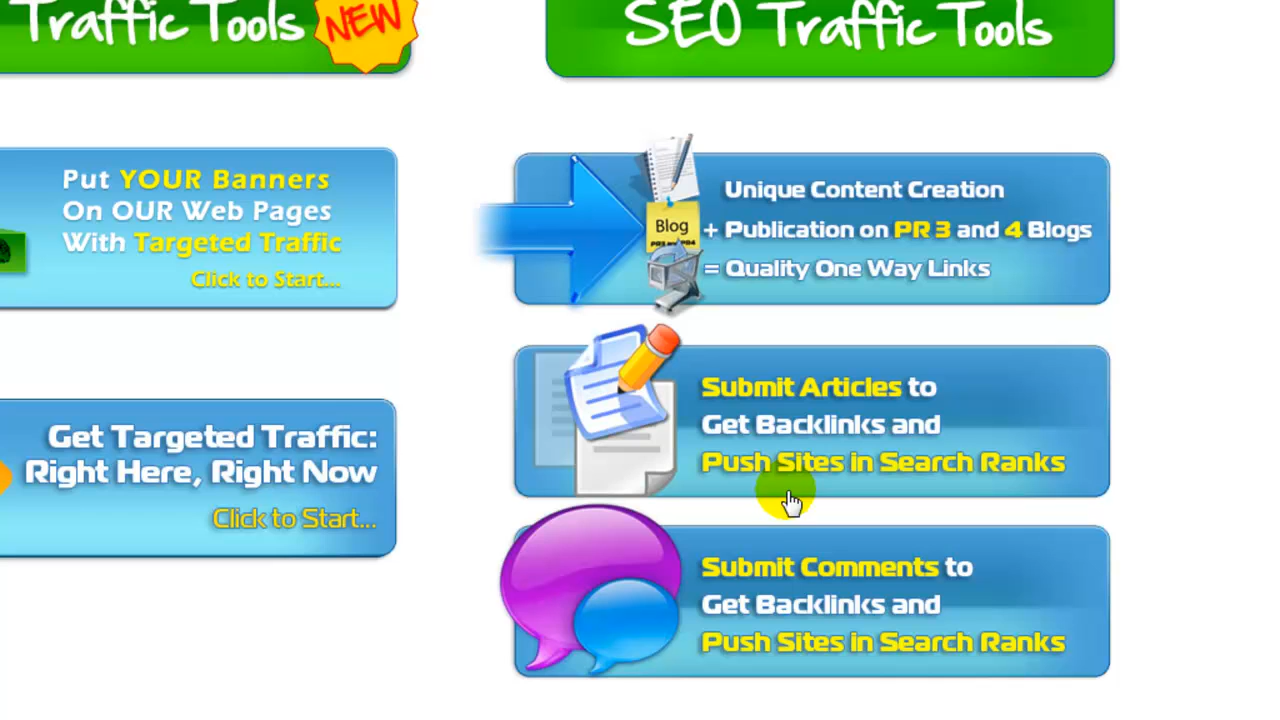 Traffic Tools
NEW
Put YOUR Banners
On OUR Web Pages
With Targeted Traffic
Click to Start...
Get Targeted Traffic:
Right Here, Right Now
Click to Start...
SEO Traffic Tools
Blog
PR3 and PR4
Unique Content Creation
+ Publication on PR 3 and 4 Blogs
= Quality One Way Links
Submit Articles to
Get Backlinks and
Push Sites in Search Ranks
Submit Comments to
Get Backlinks and
Push Sites in Search Ranks